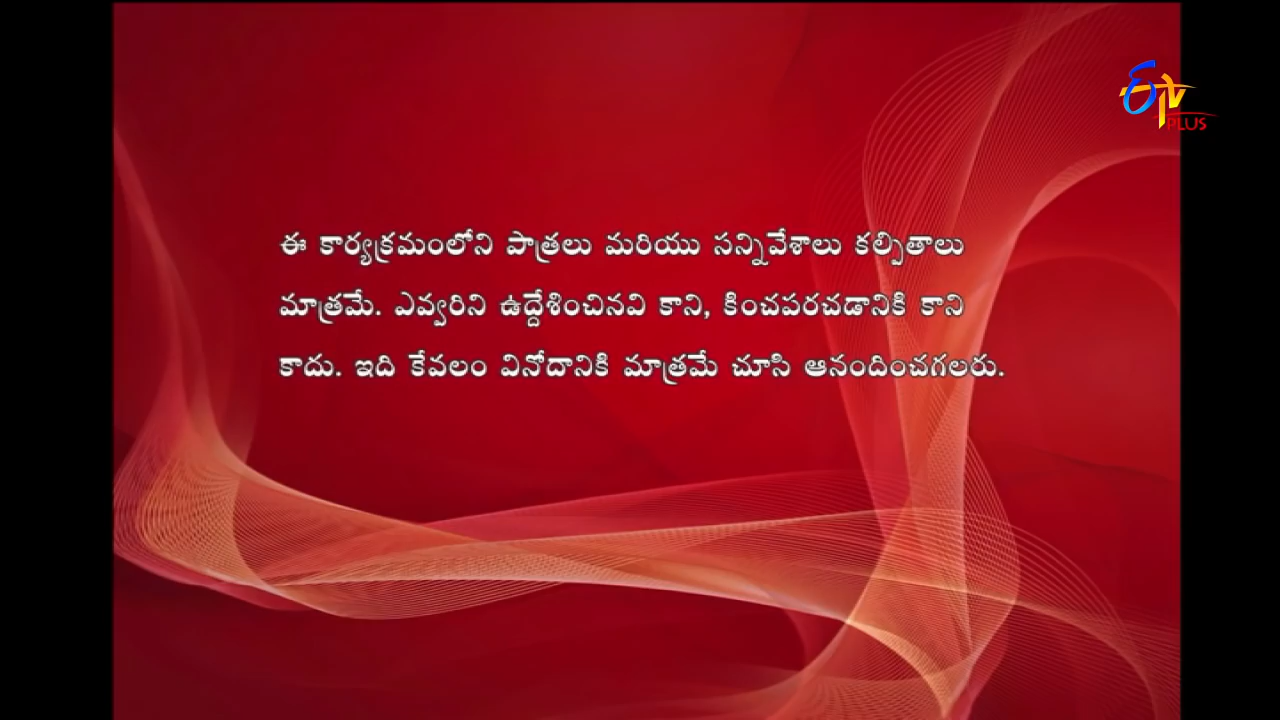 ETV
PLUS
ఈ కార్యక్రమంలోని పాత్రలు మరియు సన్నివేశాలు కల్పితాలు
మాత్రమే. ఎవ్వరిని ఉద్దేశించినవి కాని, కించపరచడానికి కాని
కాదు. ఇది కేవలం వినోదానికి మాత్రమే చూసి ఆనందించగలరు.